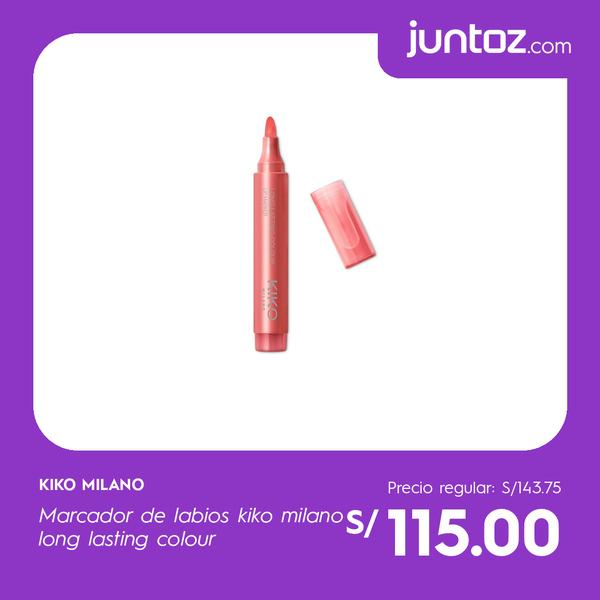 juntoz.com
KIKO
KIKO MILANO
Marcador de labios kiko milano
long lasting colour
Precio regular: S/143.75
S/ 115.00